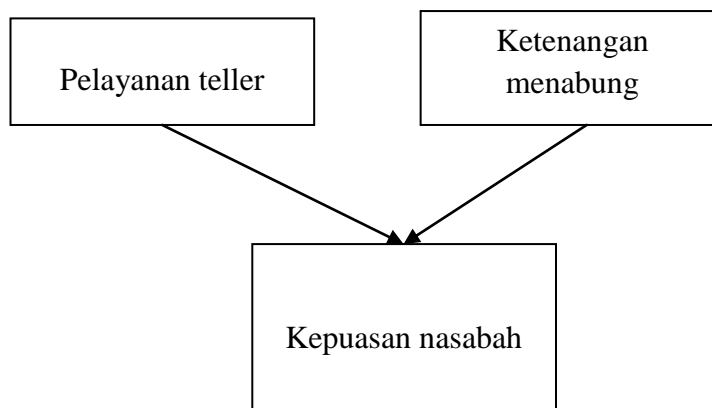 Pelayanan teller
Ketenangan
menabung
Kepuasan nasabah